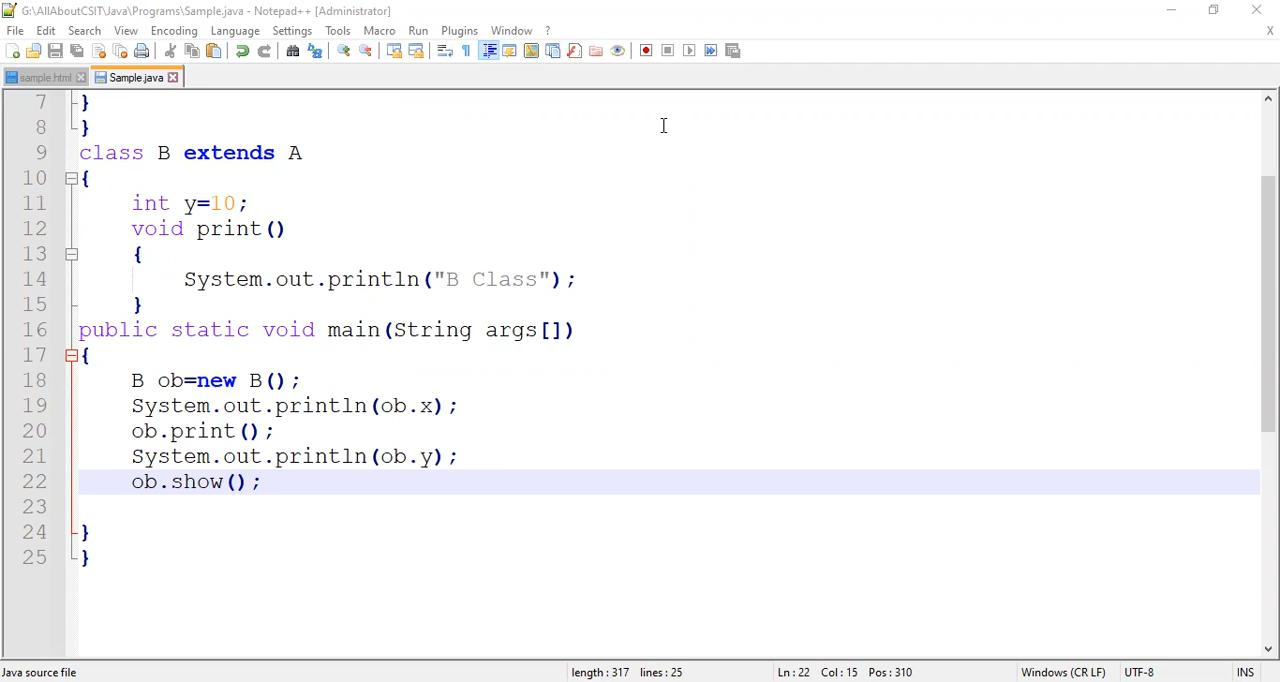 G:\AllAboutCSIT\Java\Programs\Sample.java - Notepad++ [Administrator]
File Edit Search View Encoding Language Settings Tools Macro Run Plugins Window ? X
sample.html Sample.java
7 }
8 }
9 class B extends A
10 {
11 int y=10;
12 void print()
13 {
14 System.out.println("B Class");
15 }
16 public static void main(String args[])
17 {
18 B ob=new B();
19 System.out.println(ob.x);
20 ob.print();
21 System.out.println(ob.y);
22 ob.show();
23
24 }
25 }
Java source file length : 317 lines : 25 Ln : 22 Col : 15 Pos : 310 Windows (CR LF) UTF-8 INS